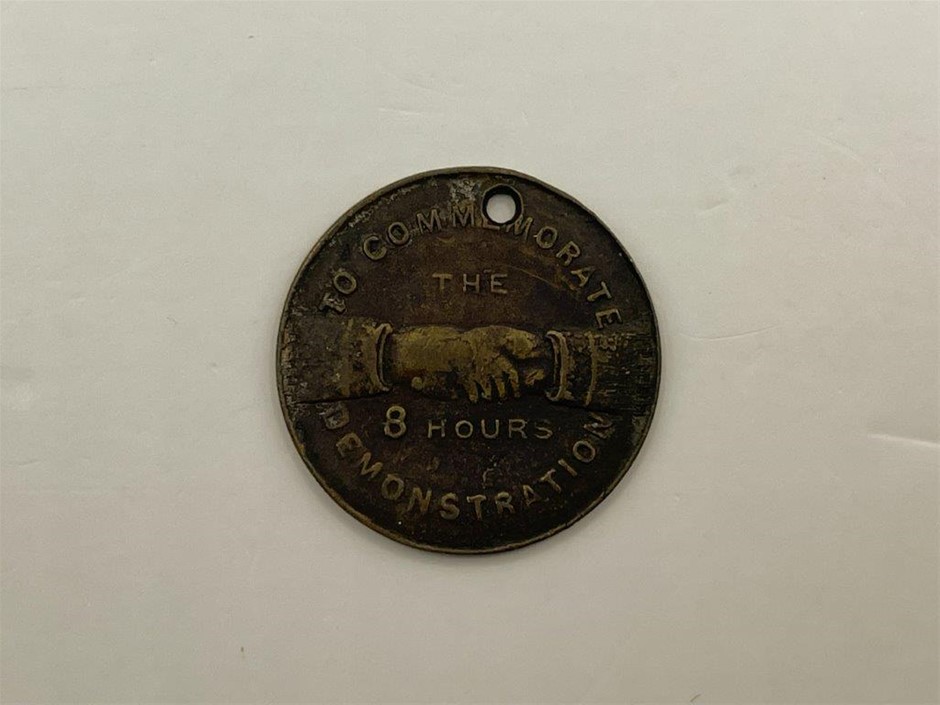 TO COMMEMORATE
THE
8 HOURS
DEMONSTRATION